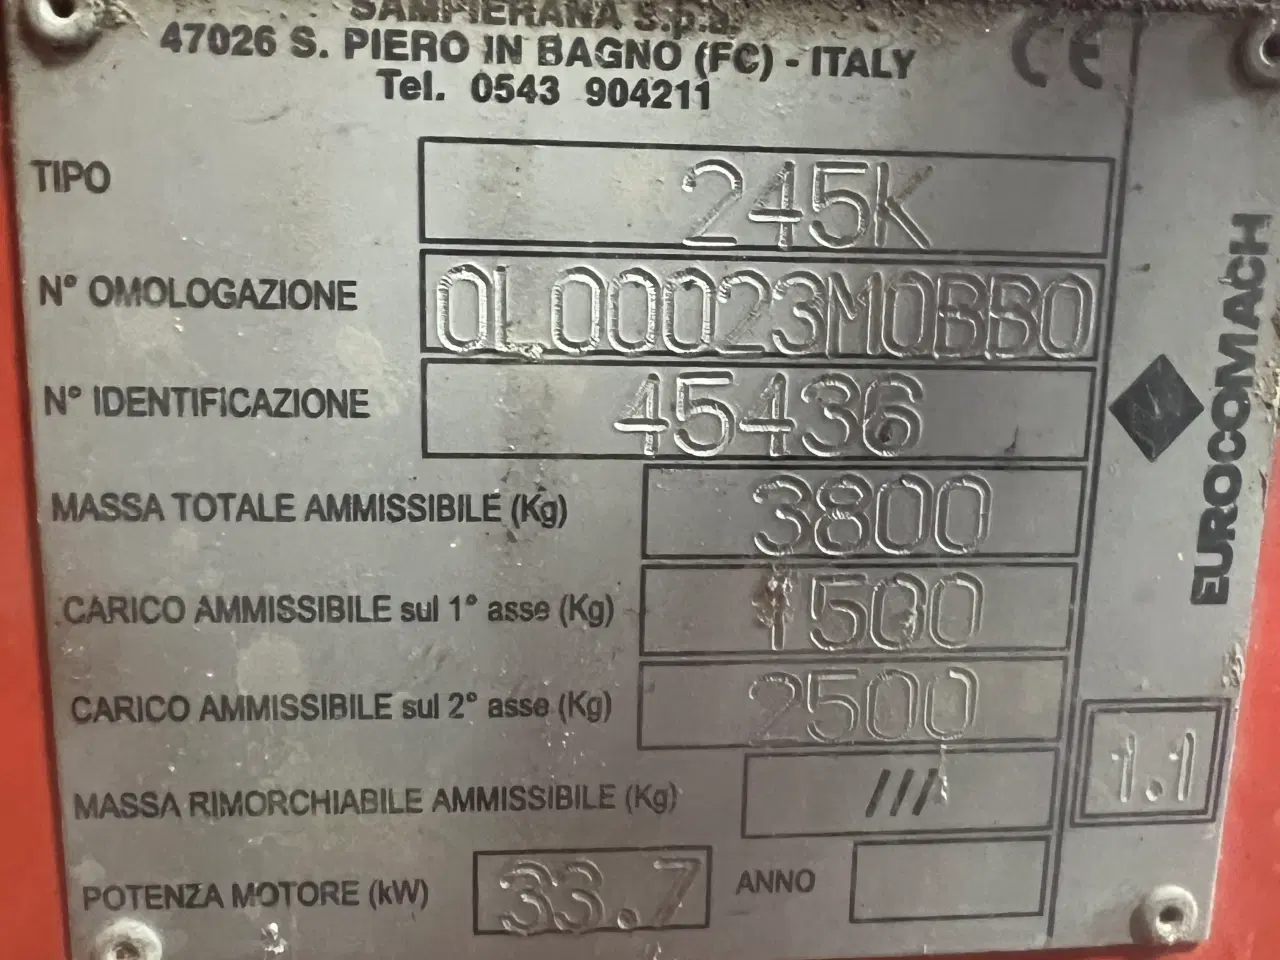 SAMPIERANA S.p.a.
47026 S. PIERO IN BAGNO (FC) - ITALY
Tel. 0543 904211
CE
TIPO 245K
N° OMOLOGAZIONE OL00023M0BB0
N° IDENTIFICAZIONE 45436
MASSA TOTALE AMMISSIBILE (Kg) 3800
CARICO AMMISSIBILE sul 1° asse (Kg) 1500
CARICO AMMISSIBILE sul 2° asse (Kg) 2500
MASSA RIMORCHIABILE AMMISSIBILE (Kg) ///
POTENZA MOTORE (kW) 33.7 ANNO
EUROCOMACH
1.1